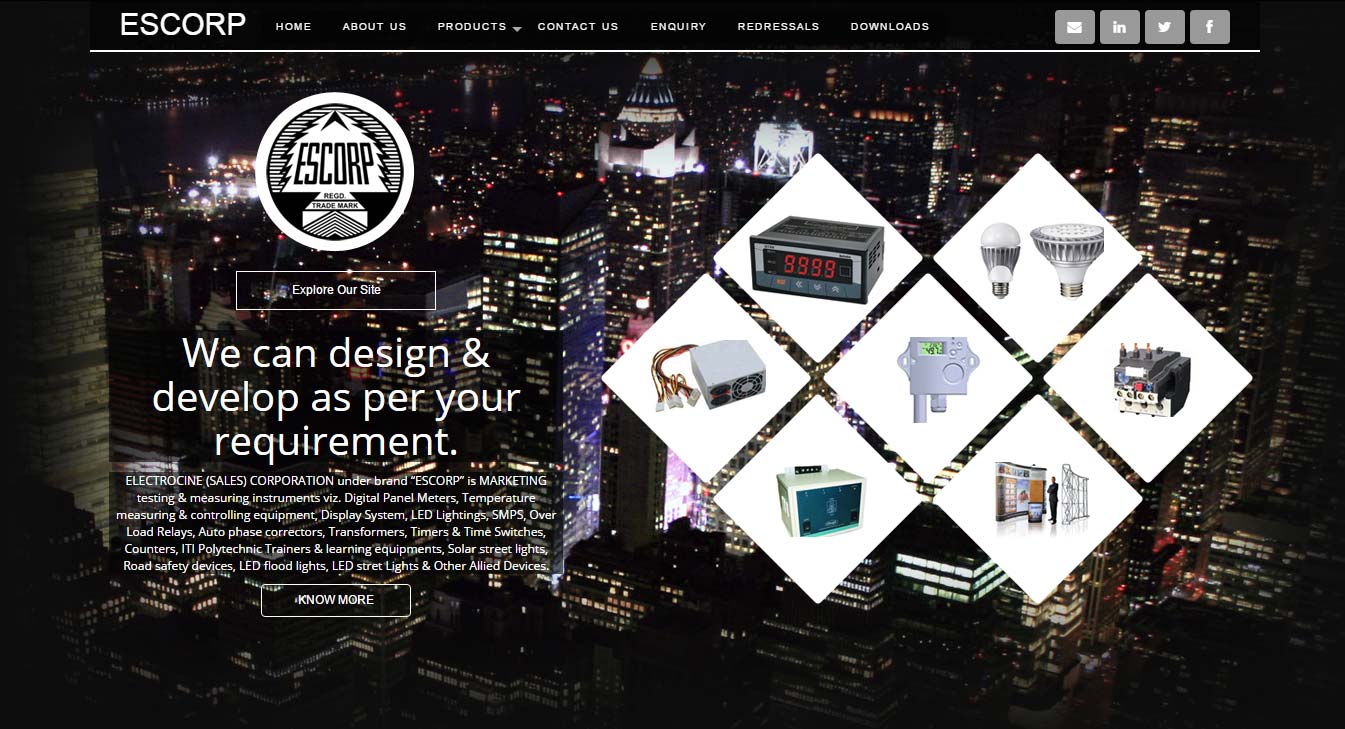 ESCORP
HOME ABOUT US PRODUCTS CONTACT US ENQUIRY REDRESSALS DOWNLOADS
ESCORP
REGD.
TRADE MARK
Explore Our Site
We can design &
develop as per your
requirement.
ELECTROCINE (SALES) CORPORATION under brand “ESCORP” is MARKETING
testing & measuring instruments viz. Digital Panel Meters, Temperature
measuring & controlling equipment, Display System, LED Lightings, SMPS, Over
Load Relays, Auto phase correctors, Transformers, Timers & Time Switches,
Counters, ITI Polytechnic Trainers & learning equipments, Solar street lights,
Road safety devices, LED flood lights, LED stret Lights & Other Allied Devices.
KNOW MORE
8888